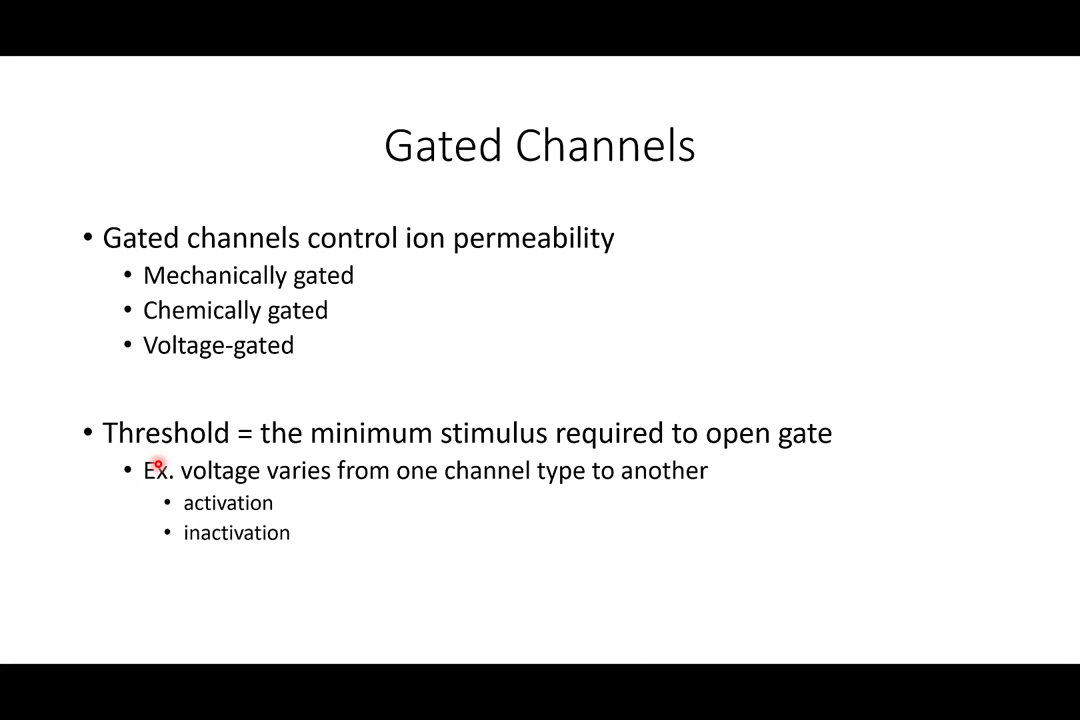 Gated Channels
• Gated channels control ion permeability
• Mechanically gated
• Chemically gated
• Voltage-gated
• Threshold = the minimum stimulus required to open gate
• Ex. voltage varies from one channel type to another
• activation
• inactivation